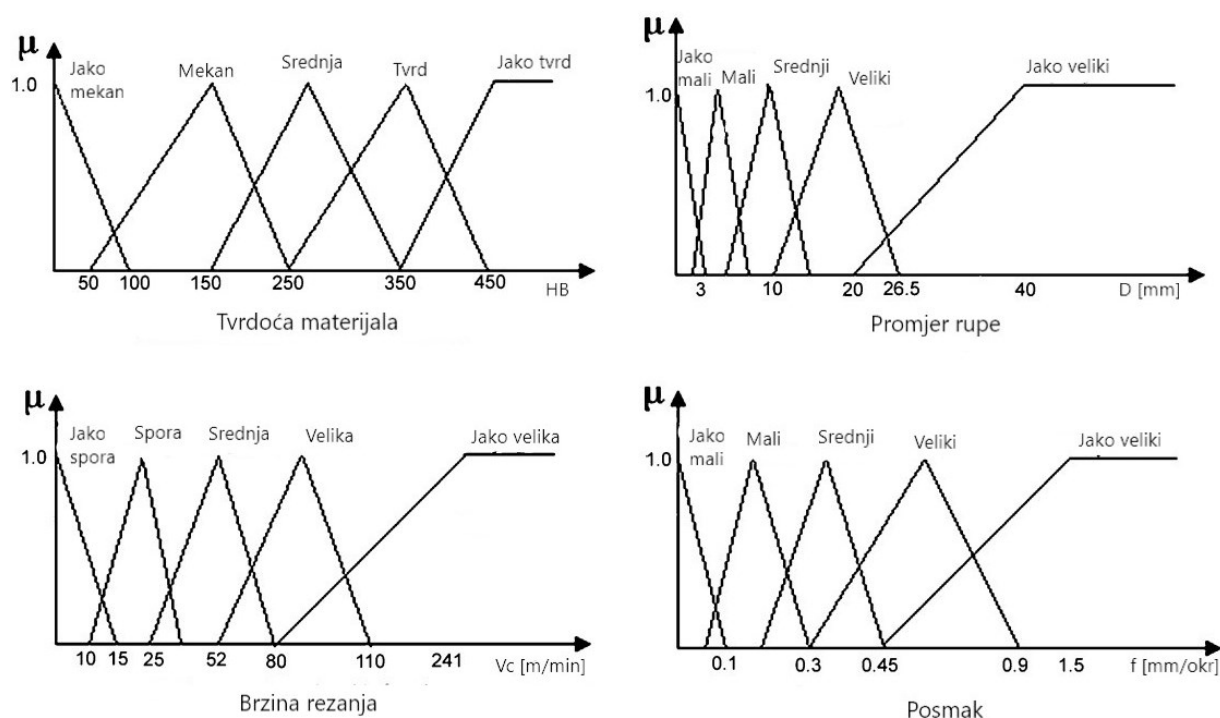 μ
Jako
mekan
Mekan
Srednja
Tvrd
Jako tvrd
1.0
50 100 150 250 350 450
HB
Tvrdoća materijala
μ
Jako
mali
Mali
Srednji
Veliki
Jako veliki
1.0
3 10 20 26.5 40 D [mm]
Promjer rupe
μ
Jako
spora
Spora
Srednja
Velika
Jako velika
1.0
10 15 25 52 80 110 241 Vc [m/min]
Brzina rezanja
μ
Jako
mali
Mali
Srednji
Veliki
Jako veliki
1.0
0.1 0.3 0.45 0.9 1.5 f [mm/okr]
Posmak